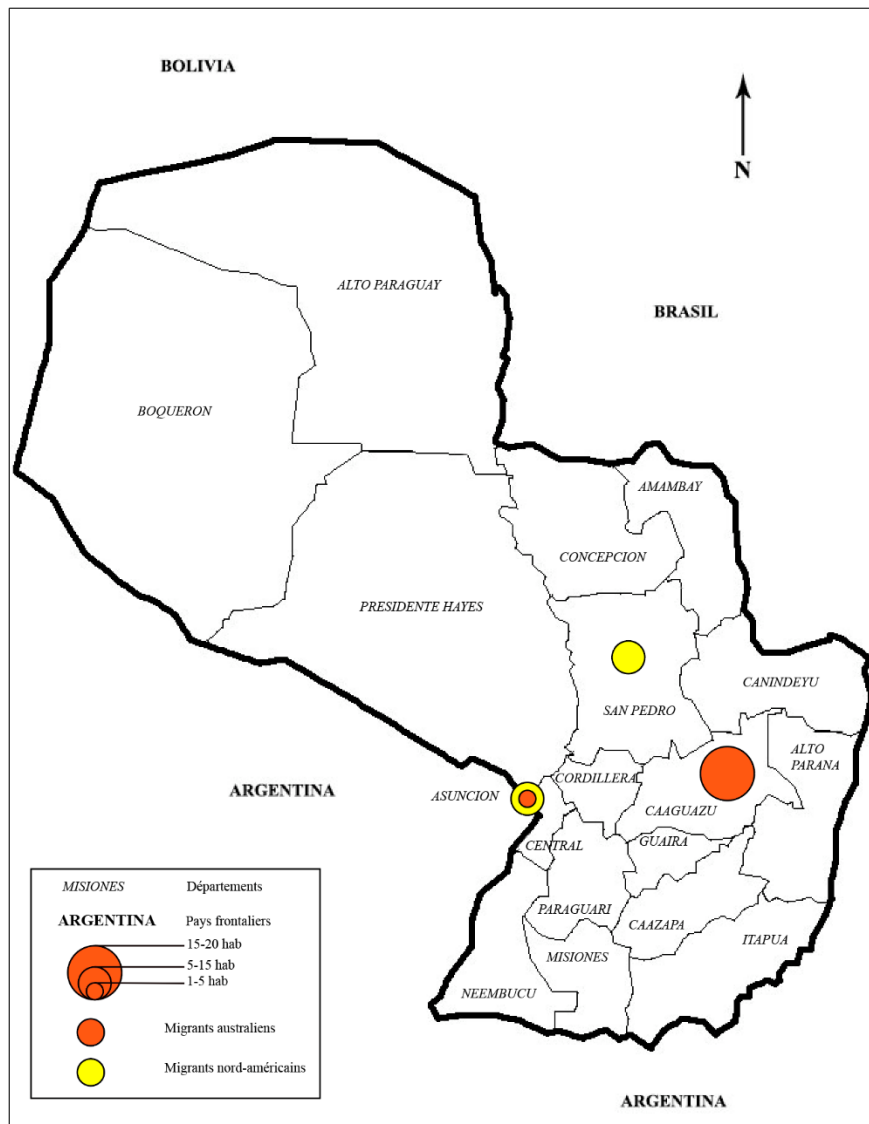 BOLIVIA
N
ALTO PARAGUAY
BRASIL
BOQUERON
AMAMBAY
CONCEPCION
PRESIDENTE HAYES
CANINDEYU
SAN PEDRO
ALTO
PARANA
CORDILLERA
ARGENTINA
ASUNCION
CAAGUAZU
CENTRAL
GUAIRA
PARAGUARI
CAAZAPA
ITAPUA
MISIONES
NEEMBUCU
MISIONES Départements
ARGENTINA Pays frontaliers
15-20 hab
5-15 hab
1-5 hab
Migrants australiens
Migrants nord-américains
ARGENTINA